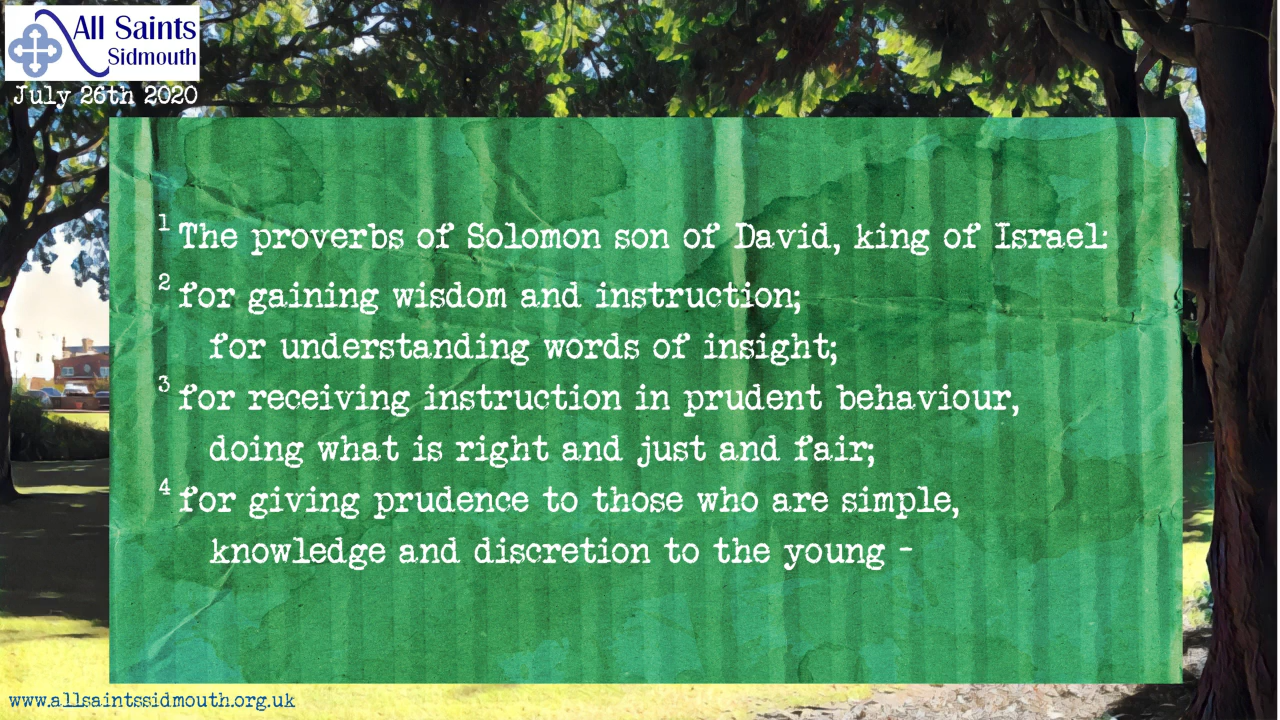 All Saints
Sidmouth
July 26th 2020
1 The proverbs of Solomon son of David, king of Israel:
2 for gaining wisdom and instruction;
for understanding words of insight;
3 for receiving instruction in prudent behaviour,
doing what is right and just and fair;
4 for giving prudence to those who are simple,
knowledge and discretion to the young -
www.allsaintssidmouth.org.uk